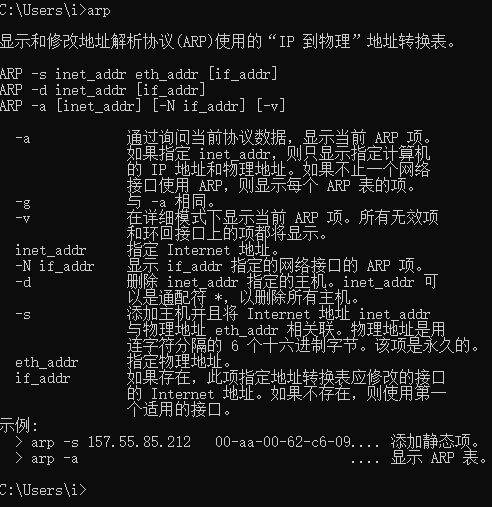 C:\Users\i>arp
显示和修改地址解析协议(ARP)使用的“IP 到物理”地址转换表。
ARP -s inet_addr eth_addr [if_addr]
ARP -d inet_addr [if_addr]
ARP -a [inet_addr] [-N if_addr] [-v]
-a 通过询问当前协议数据，显示当前 ARP 项。
如果指定 inet_addr，则只显示指定计算机
的 IP 地址和物理地址。如果不止一个网络
接口使用 ARP，则显示每个 ARP 表的项。
-g 与 -a 相同。
-v 在详细模式下显示当前 ARP 项。所有无效项
和环回接口上的项都将显示。
inet_addr 指定 Internet 地址。
-N if_addr 显示 if_addr 指定的网络接口的 ARP 项。
-d 删除 inet_addr 指定的主机。inet_addr 可
以是通配符 *，以删除所有主机。
-s 添加主机并且将 Internet 地址 inet_addr
与物理地址 eth_addr 相关联。物理地址是用
连字符分隔的 6 个十六进制字节。该项是永久的。
eth_addr 指定物理地址。
if_addr 如果存在，此项指定地址转换表应修改的接口
的 Internet 地址。如果不存在，则使用第一
个适用的接口。
示例:
> arp -s 157.55.85.212 00-aa-00-62-c6-09.... 添加静态项。
> arp -a .... 显示 ARP 表。
C:\Users\i>